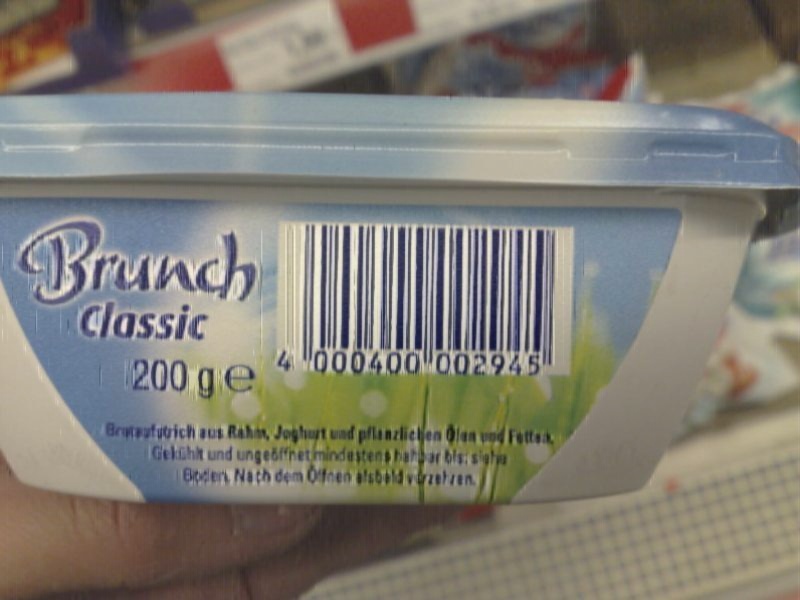 Brunch
Classic
200 g e
4 000400 002945
Brotaufstrich aus Rahm, Joghurt und pflanzlichen Ölen und Fetten.
Gekühlt und ungeöffnet mindestens haltbar bis: siehe
Boden. Nach dem Öffnen alsbald verzehren.